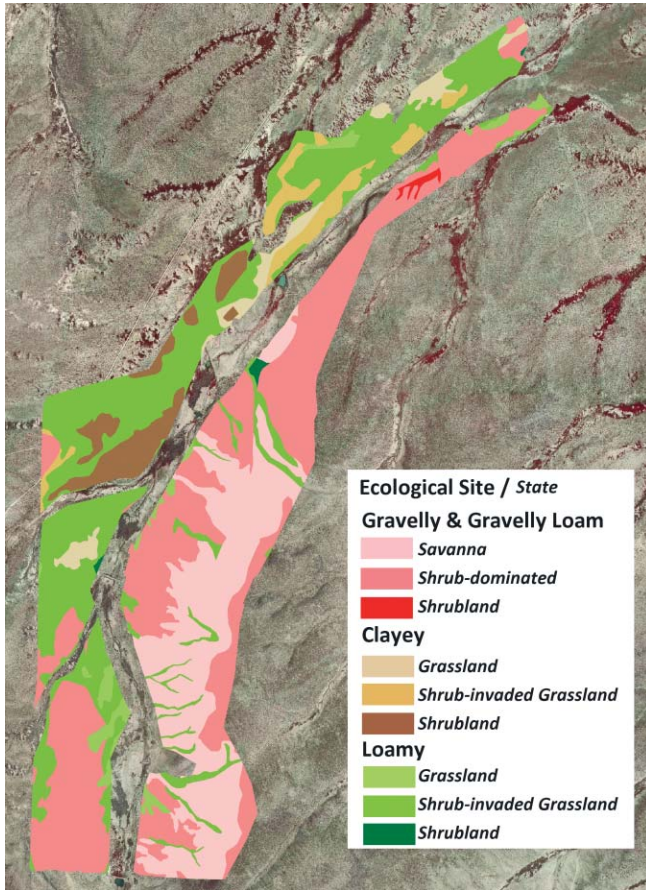 Ecological Site / State
Gravelly & Gravelly Loam
Savanna
Shrub-dominated
Shrubland
Clayey
Grassland
Shrub-invaded Grassland
Shrubland
Loamy
Grassland
Shrub-invaded Grassland
Shrubland